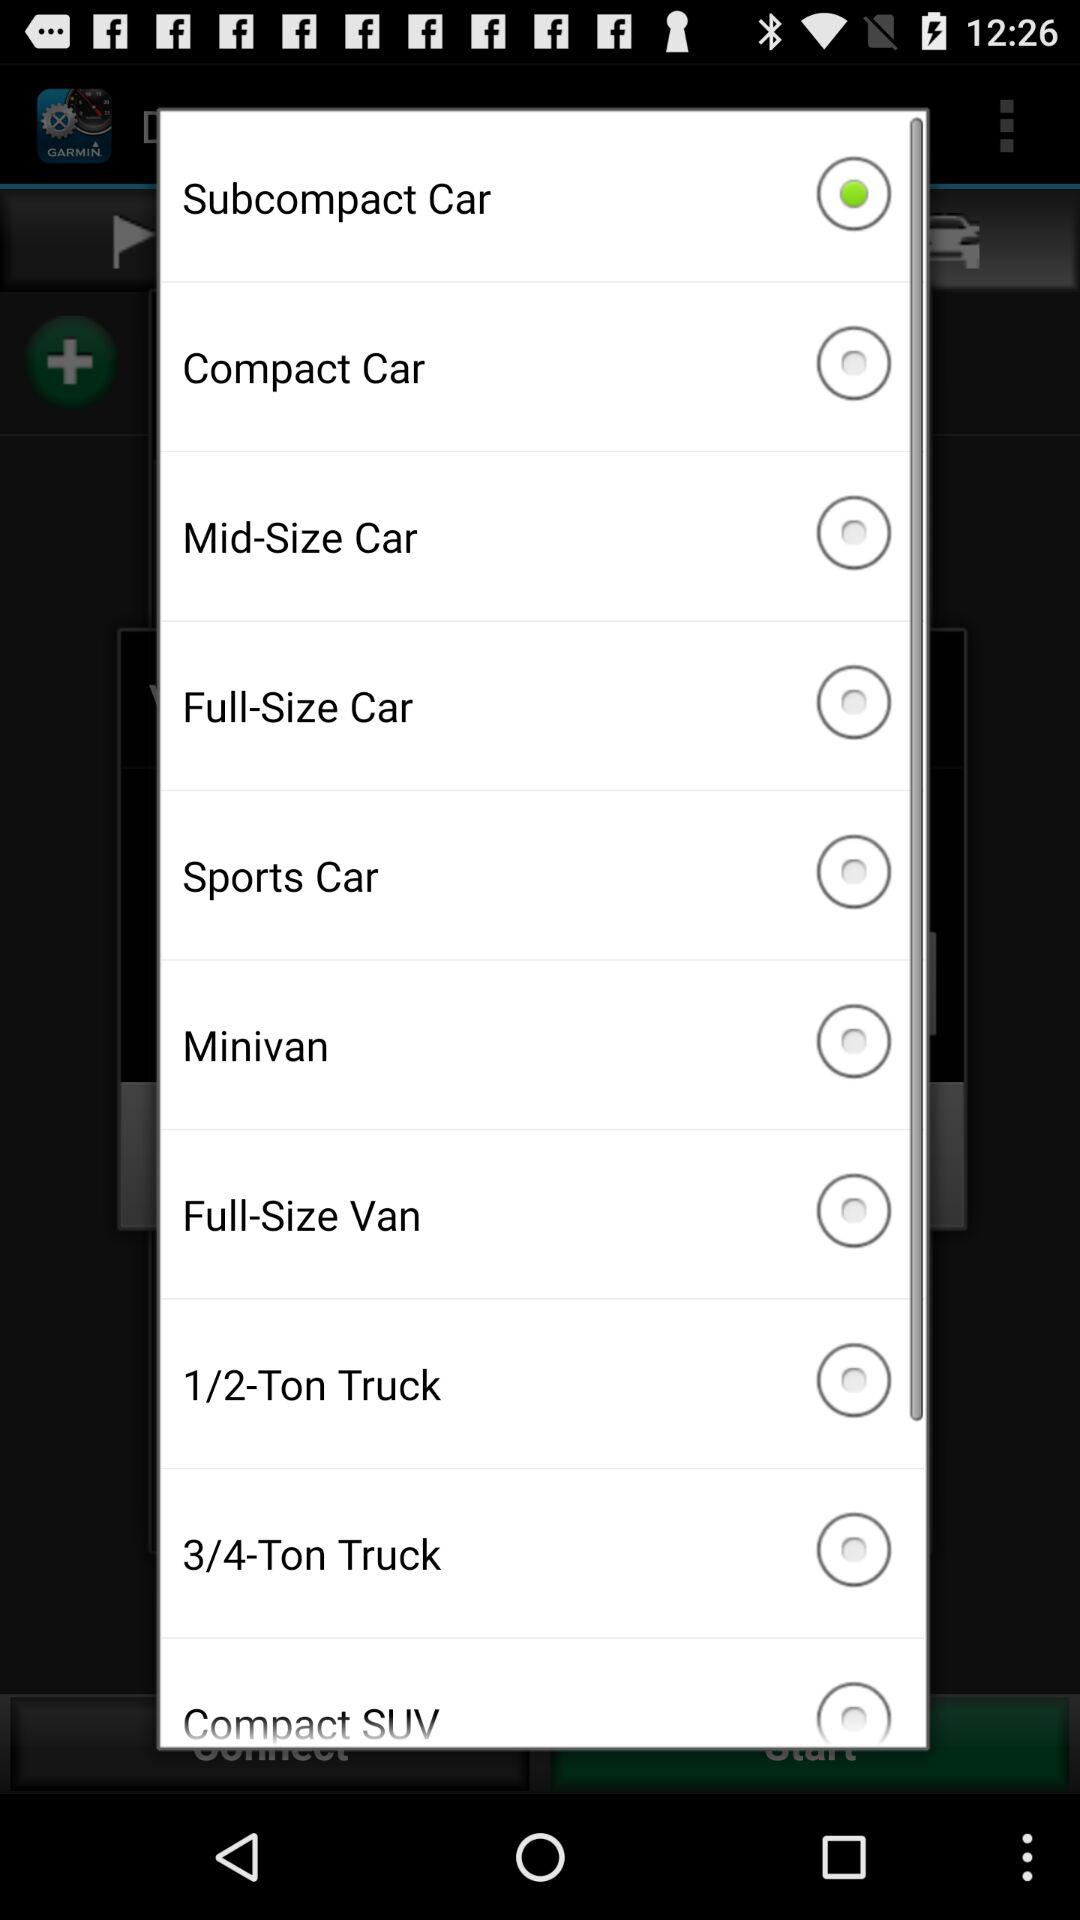 12:26
GARMIN.
Subcompact Car
Compact Car
Mid-Size Car
Full-Size Car
Sports Car
Minivan
Full-Size Van
1/2-Ton Truck
3/4-Ton Truck
Compact SUV
Connect
Start